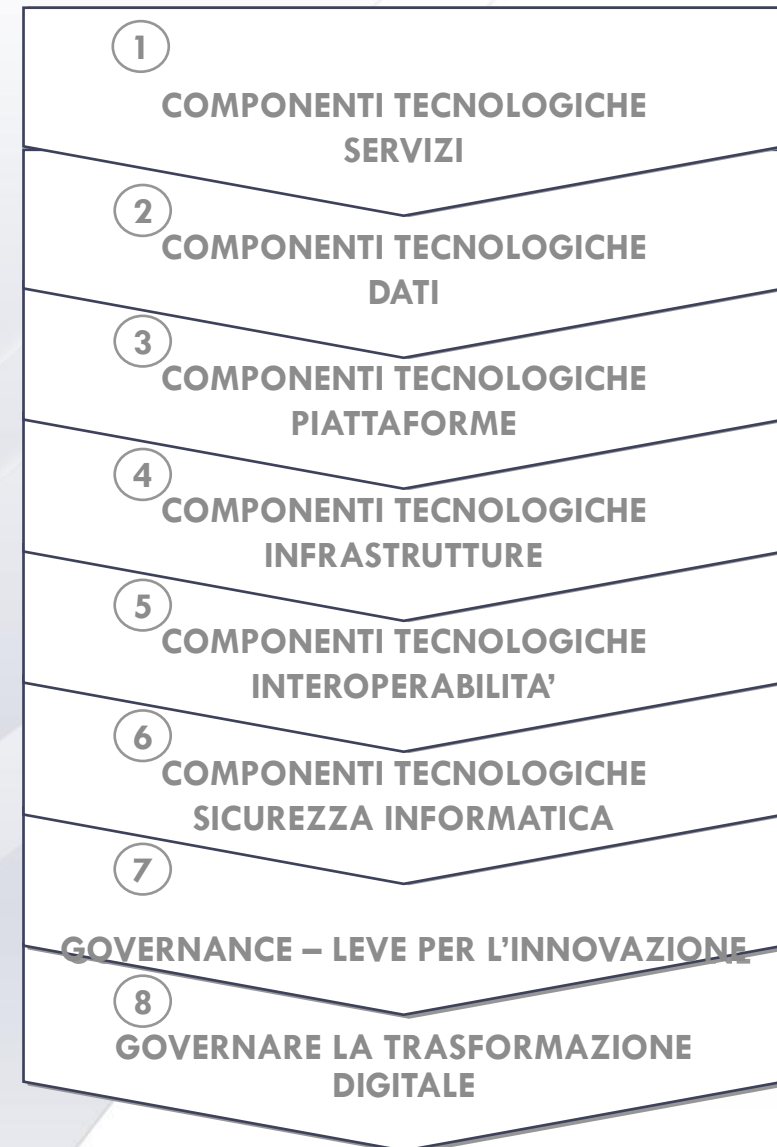 1
COMPONENTI TECNOLOGICHE
SERVIZI
2
COMPONENTI TECNOLOGICHE
DATI
3
COMPONENTI TECNOLOGICHE
PIATTAFORME
4
COMPONENTI TECNOLOGICHE
INFRASTRUTTURE
5
COMPONENTI TECNOLOGICHE
INTEROPERABILITA’
6
COMPONENTI TECNOLOGICHE
SICUREZZA INFORMATICA
7
GOVERNANCE – LEVE PER L’INNOVAZIONE
8
GOVERNARE LA TRASFORMAZIONE
DIGITALE